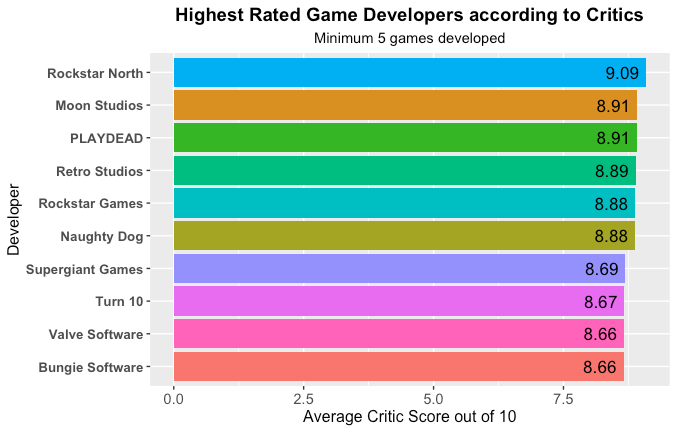 Highest Rated Game Developers according to Critics
Minimum 5 games developed
Developer
Rockstar North 9.09
Moon Studios 8.91
PLAYDEAD 8.91
Retro Studios 8.89
Rockstar Games 8.88
Naughty Dog 8.88
Supergiant Games 8.69
Turn 10 8.67
Valve Software 8.66
Bungie Software 8.66
0.0 2.5 5.0 7.5
Average Critic Score out of 10